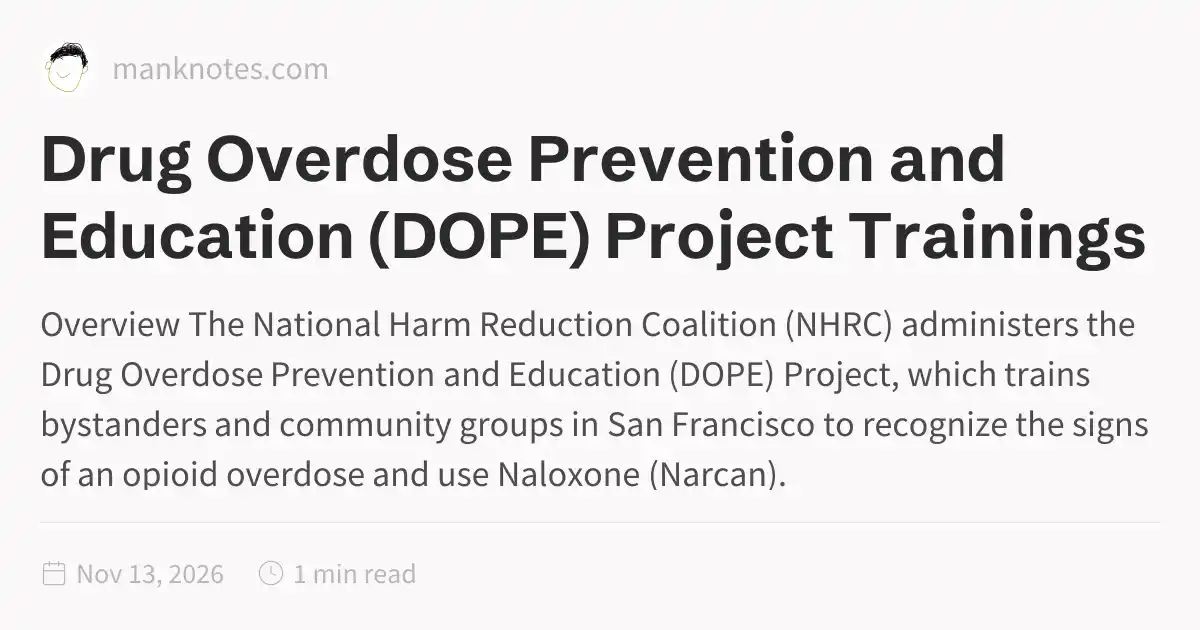 manknotes.com
Drug Overdose Prevention and
Education (DOPE) Project Trainings
Overview The National Harm Reduction Coalition (NHRC) administers the
Drug Overdose Prevention and Education (DOPE) Project, which trains
bystanders and community groups in San Francisco to recognize the signs
of an opioid overdose and use Naloxone (Narcan).
Nov 13, 2026 1 min read